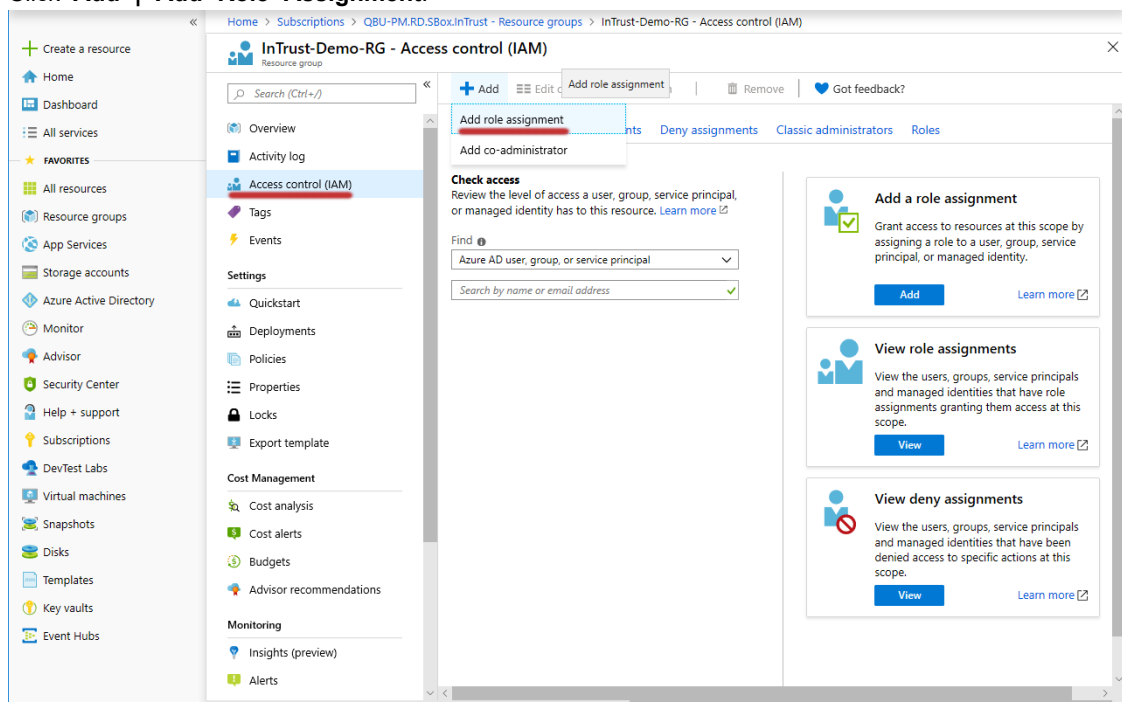 Click Add | Add Role Assignment.
«
Home > Subscriptions > QBU-PM.RD.SBox.InTrust - Resource groups > InTrust-Demo-RG - Access control (IAM)
Create a resource
Home
Dashboard
All services
FAVORITES
All resources
Resource groups
App Services
Storage accounts
Azure Active Directory
Monitor
Advisor
Security Center
Help + support
Subscriptions
DevTest Labs
Virtual machines
Snapshots
Disks
Templates
Key vaults
Event Hubs
InTrust-Demo-RG - Access control (IAM)
Resource group
Search (Ctrl+/)
«
Overview
Activity log
Access control (IAM)
Tags
Events
Settings
Quickstart
Deployments
Policies
Properties
Locks
Export template
Cost Management
Cost analysis
Cost alerts
Budgets
Advisor recommendations
Monitoring
Insights (preview)
Alerts
Add
Edit
Add role assignment
Remove
Got feedback?
Add role assignment
Add co-administrator
nts
Deny assignments
Classic administrators
Roles
Check access
Review the level of access a user, group, service principal,
or managed identity has to this resource. Learn more
Find
Azure AD user, group, or service principal
Search by name or email address
Add a role assignment
Grant access to resources at this scope by
assigning a role to a user, group, service
principal, or managed identity.
Add
Learn more
View role assignments
View the users, groups, service principals
and managed identities that have role
assignments granting them access at this
scope.
View
Learn more
View deny assignments
View the users, groups, service principals
and managed identities that have been
denied access to specific actions at this
scope.
View
Learn more